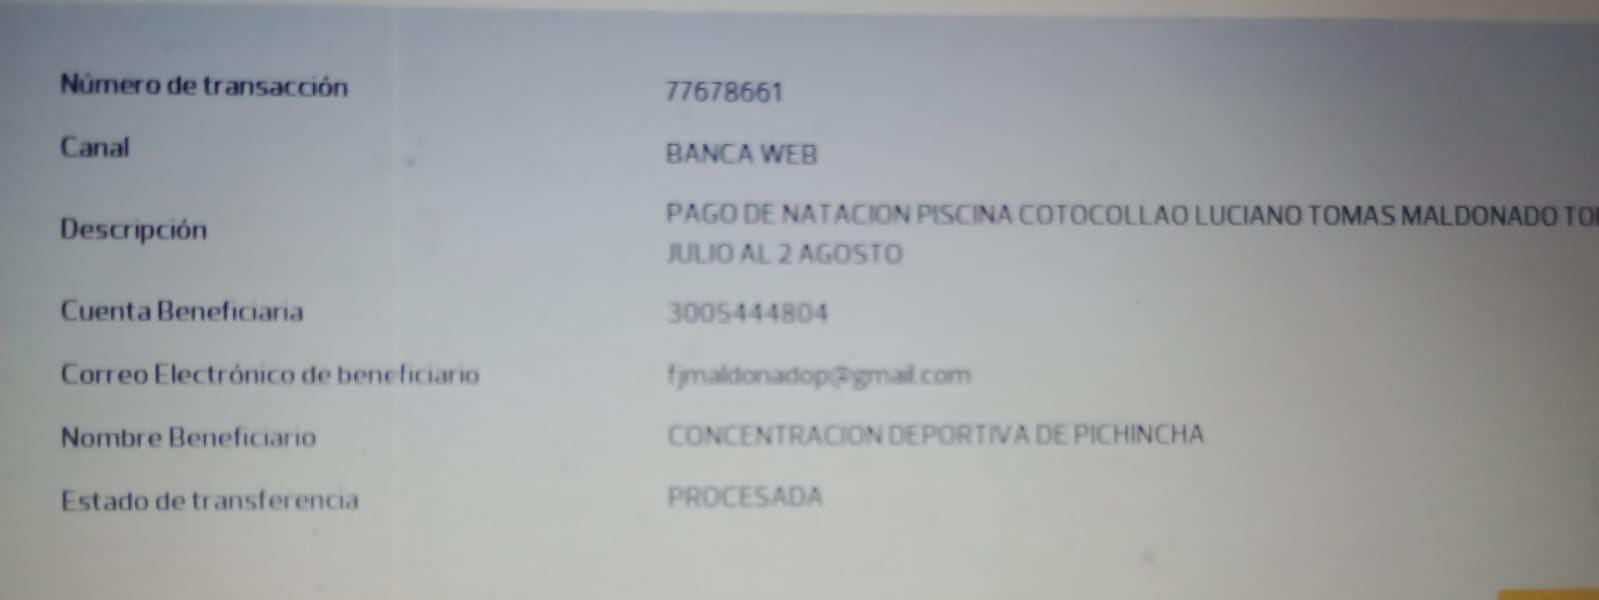 Número de transacción 77678661
Canal BANCA WEB
Descripción PAGO DE NATACION PISCINA COTOCOLLAO LUCIANO TOMAS MALDONADO
JULIO AL 2 AGOSTO
Cuenta Beneficiaria 3005444804
Correo Electrónico de beneficiario fjmaldonadop@gmail.com
Nombre Beneficiario CONCENTRACION DEPORTIVA DE PICHINCHA
Estado de transferencia PROCESADA